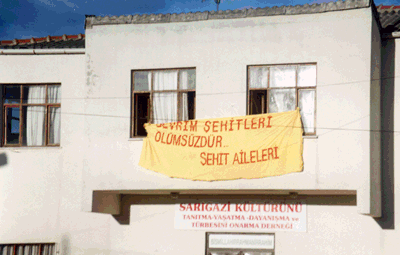 DEVRİM ŞEHİTLERİ
ÖLÜMSÜZDÜR..
ŞEHİT AİLELERİ
SARIGAZİ KÜLTÜRÜNÜ
TANITMA-YAŞATMA-DAYANIŞMA ve
TÜRBESİNİ ONARMA DERNEĞİ